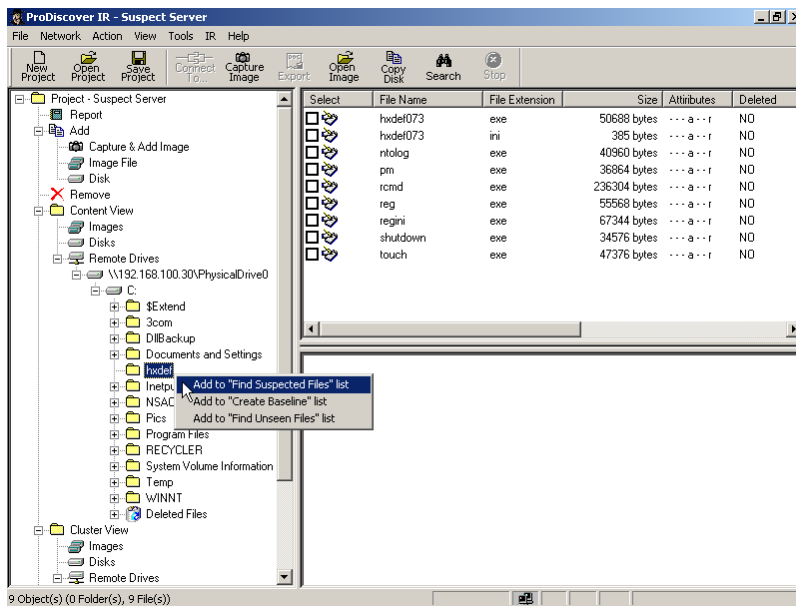 ProDiscover IR - Suspect Server
File Network Action View Tools IR Help
New Project
Open Project
Save Project
Connect To...
Capture Image
Export
Open Image
Copy Disk
Search
Stop
Project - Suspect Server
Report
Add
Capture & Add Image
Image File
Disk
Remove
Content View
Images
Disks
Remote Drives
\\192.168.100.30\PhysicalDrive0
C:
$Extend
3com
DllBackup
Documents and Settings
hxdef
Inetpu
NSAC
Pics
Program Files
RECYCLER
System Volume Information
Temp
WINNT
Deleted Files
Cluster View
Images
Disks
Remote Drives
Add to "Find Suspected Files" list
Add to "Create Baseline" list
Add to "Find Unseen Files" list
Select File Name File Extension Size Attributes Deleted
hxdef073 exe 50688 bytes - - - a - - r NO
hxdef073 ini 385 bytes - - - a - - r NO
ntolog exe 40960 bytes - - - a - - r NO
pm exe 36864 bytes - - - a - - r NO
rcmd exe 236304 bytes - - - a - - r NO
reg exe 55568 bytes - - - a - - r NO
regini exe 67344 bytes - - - a - - r NO
shutdown exe 34576 bytes - - - a - - r NO
touch exe 47376 bytes - - - a - - r NO
9 Object(s) (0 Folder(s), 9 File(s))